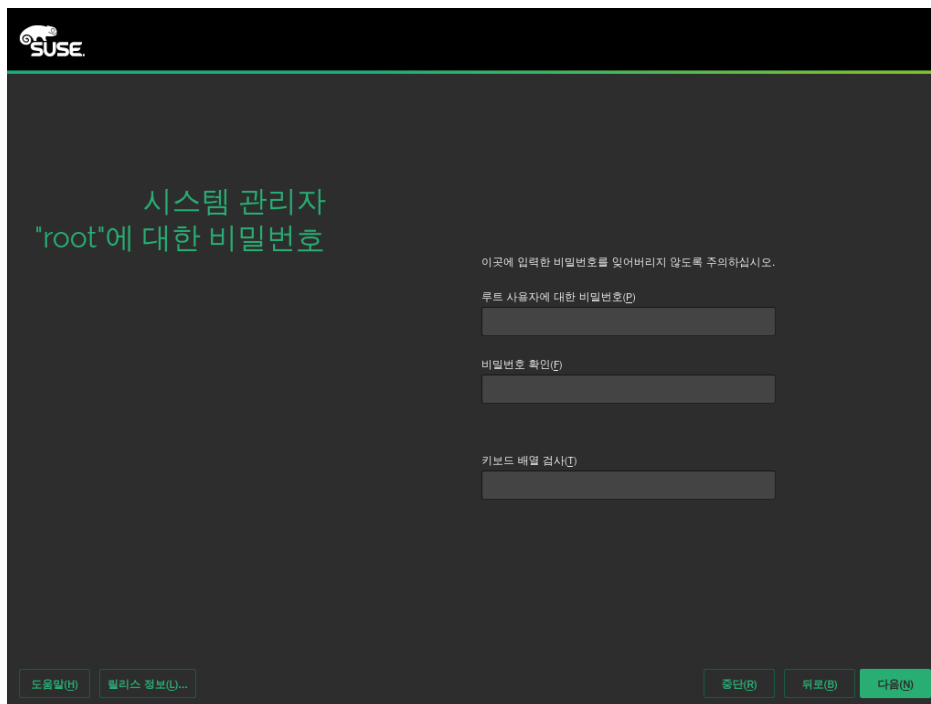 SUSE.
시스템 관리자
"root"에 대한 비밀번호
이곳에 입력한 비밀번호를 잊어버리지 않도록 주의하십시오.
루트 사용자에 대한 비밀번호(P)
비밀번호 확인(F)
키보드 배열 검사(T)
도움말(H) 릴리스 정보(L)... 중단(R) 뒤로(B) 다음(N)